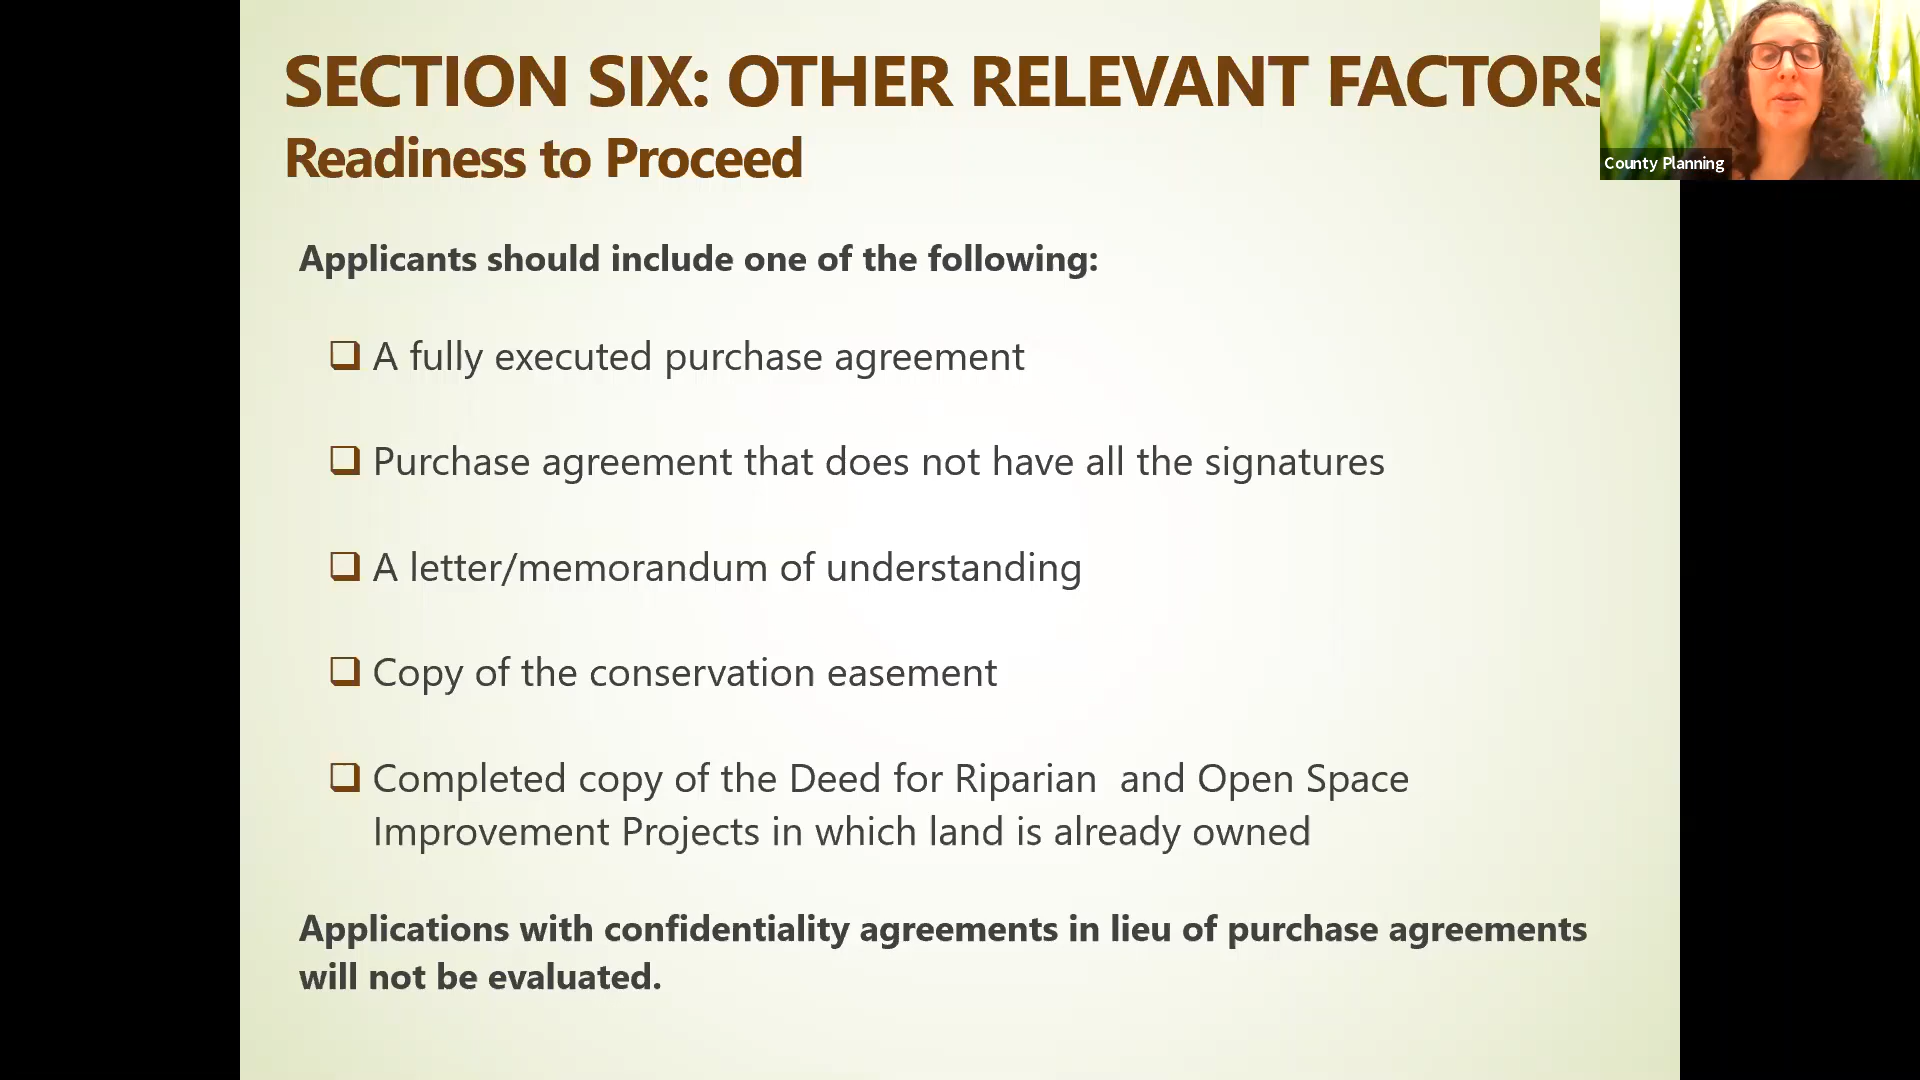 SECTION SIX: OTHER RELEVANT FACTORS
Readiness to Proceed
County Planning
Applicants should include one of the following:
A fully executed purchase agreement
Purchase agreement that does not have all the signatures
A letter/memorandum of understanding
Copy of the conservation easement
Completed copy of the Deed for Riparian  and Open Space
Improvement Projects in which land is already owned
Applications with confidentiality agreements in lieu of purchase agreements
will not be evaluated.